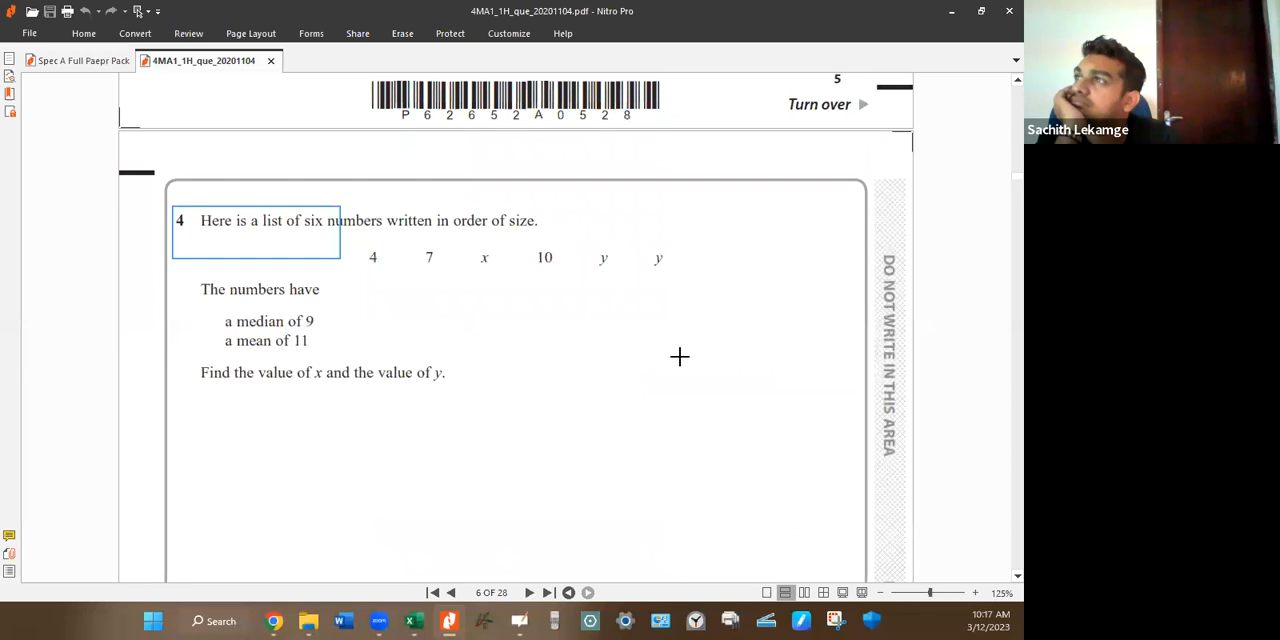 4MA1_1H_que_20201104.pdf - Nitro Pro
File Home Convert Review Page Layout Forms Share Erase Protect Customize Help
Spec A Full Paepr Pack 4MA1_1H_que_20201104
5
P 6 2 6 5 2 A 0 5 2 8
Turn over
Sachith Lekamge
4 Here is a list of six numbers written in order of size.
4 7 x 10 y y
The numbers have
a median of 9
a mean of 11
Find the value of x and the value of y.
DO NOT WRITE IN THIS AREA
6 OF 28
125%
Search
zoom
10:17 AM
3/12/2023